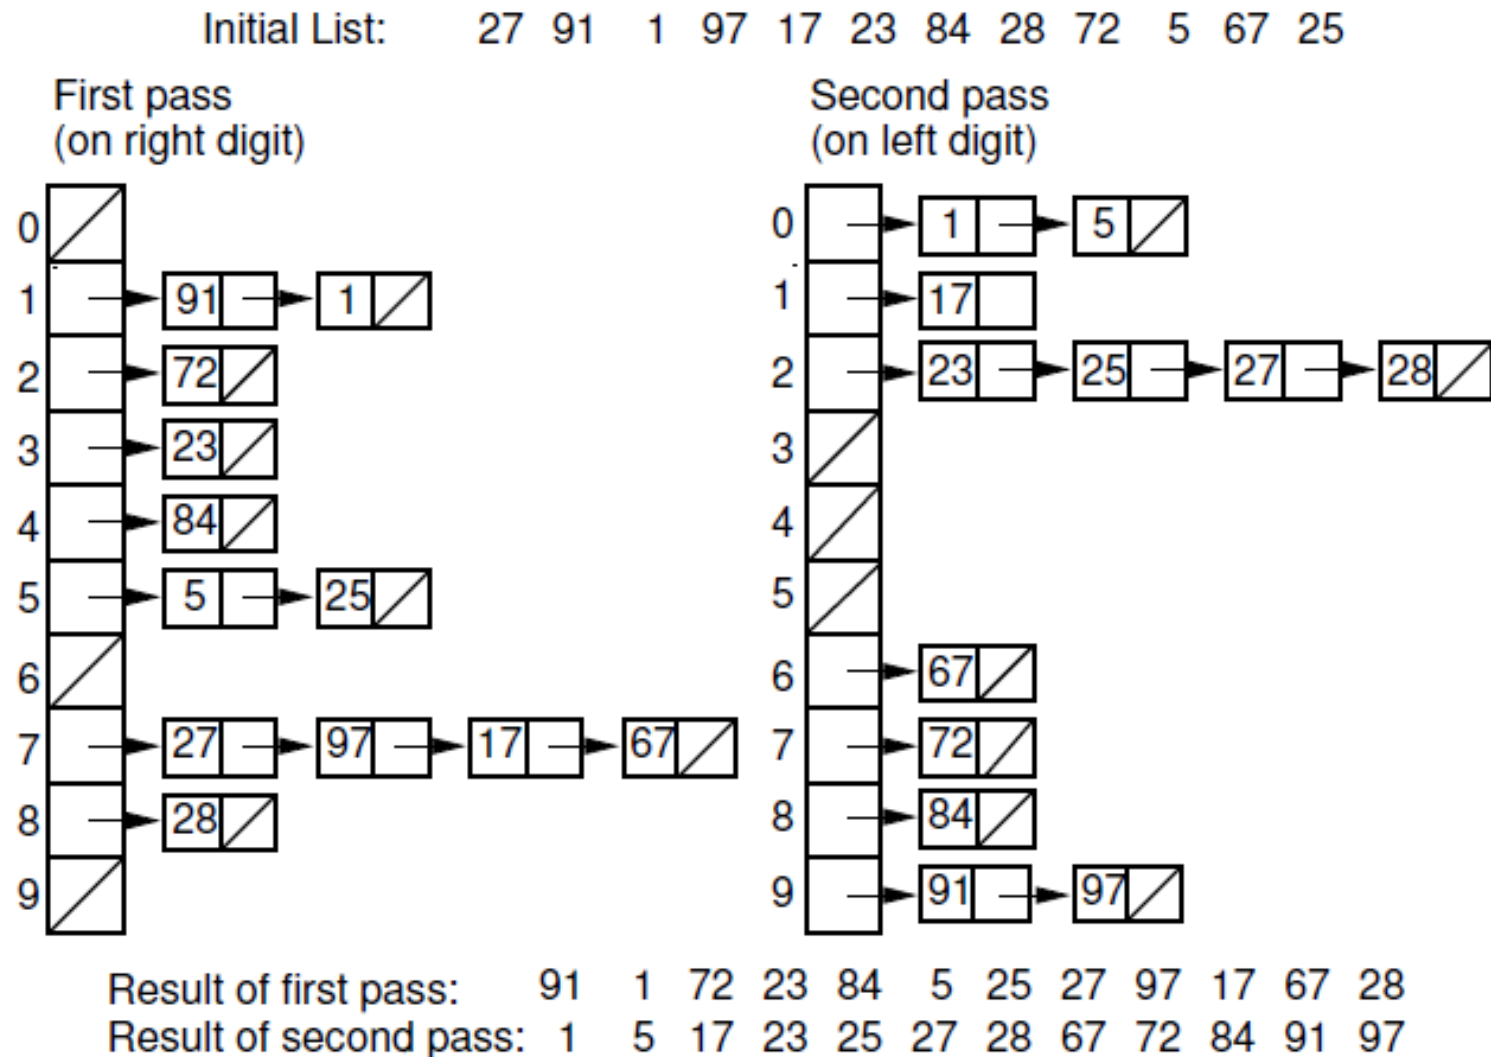 Initial List: 27 91 1 97 17 23 84 28 72 5 67 25
First pass
(on right digit)
0
1 91 1
2 72
3 23
4 84
5 5 25
6
7 27 97 17 67
8 28
9
Second pass
(on left digit)
0 1 5
1 17
2 23 25 27 28
3
4
5
6 67
7 72
8 84
9 91 97
Result of first pass: 91 1 72 23 84 5 25 27 97 17 67 28
Result of second pass: 1 5 17 23 25 27 28 67 72 84 91 97